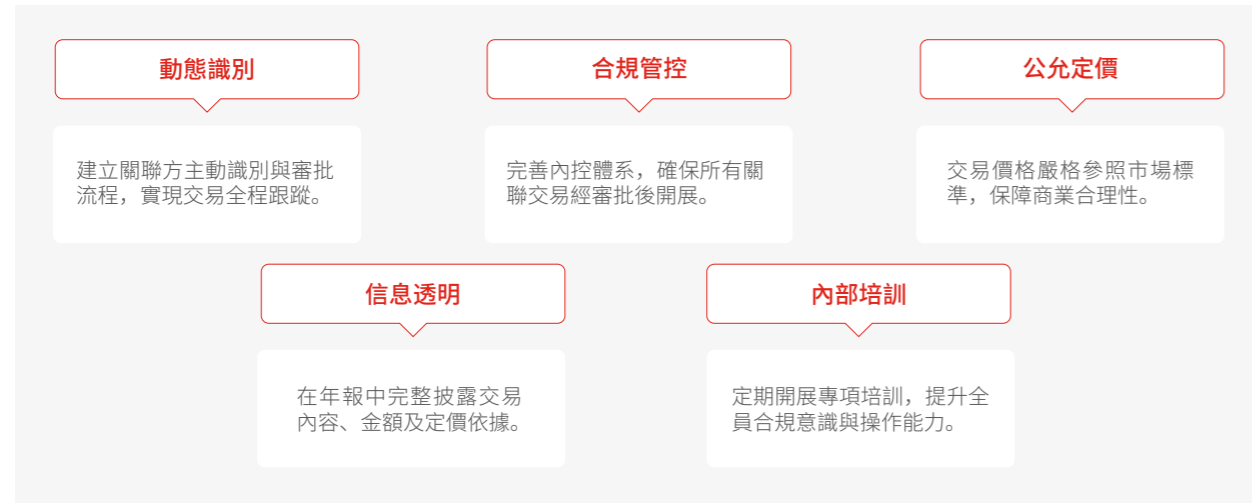 動態識別
建立關聯方主動識別與審批
流程，實現交易全程跟蹤。
合規管控
完善內控體系，確保所有關
聯交易經審批後開展。
公允定價
交易價格嚴格參照市場標
準，保障商業合理性。
信息透明
在年報中完整披露交易
內容、金額及定價依據。
內部培訓
定期開展專項培訓，提升全
員合規意識與操作能力。